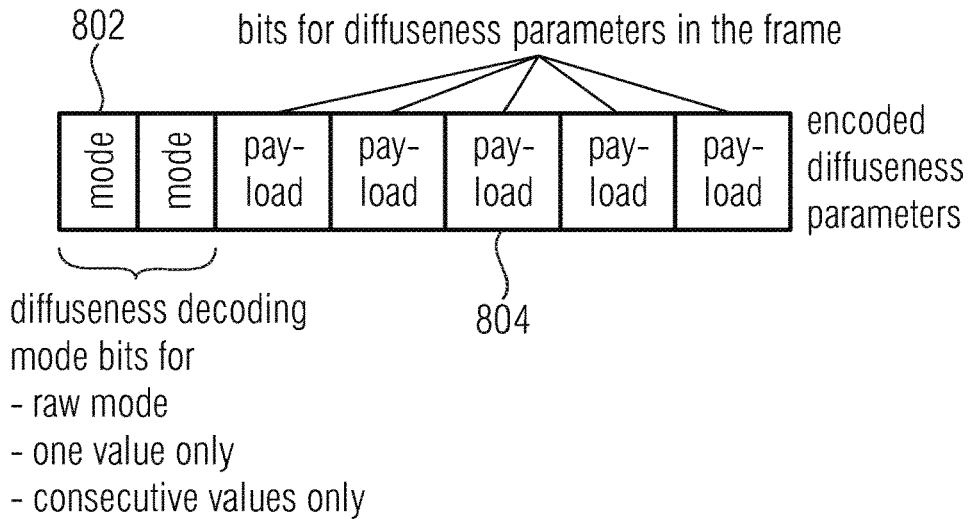 802
bits for diffuseness parameters in the frame
mode
mode
pay-
load
pay-
load
pay-
load
pay-
load
pay-
load
encoded
diffuseness
parameters
diffuseness decoding
mode bits for
- raw mode
- one value only
- consecutive values only
804